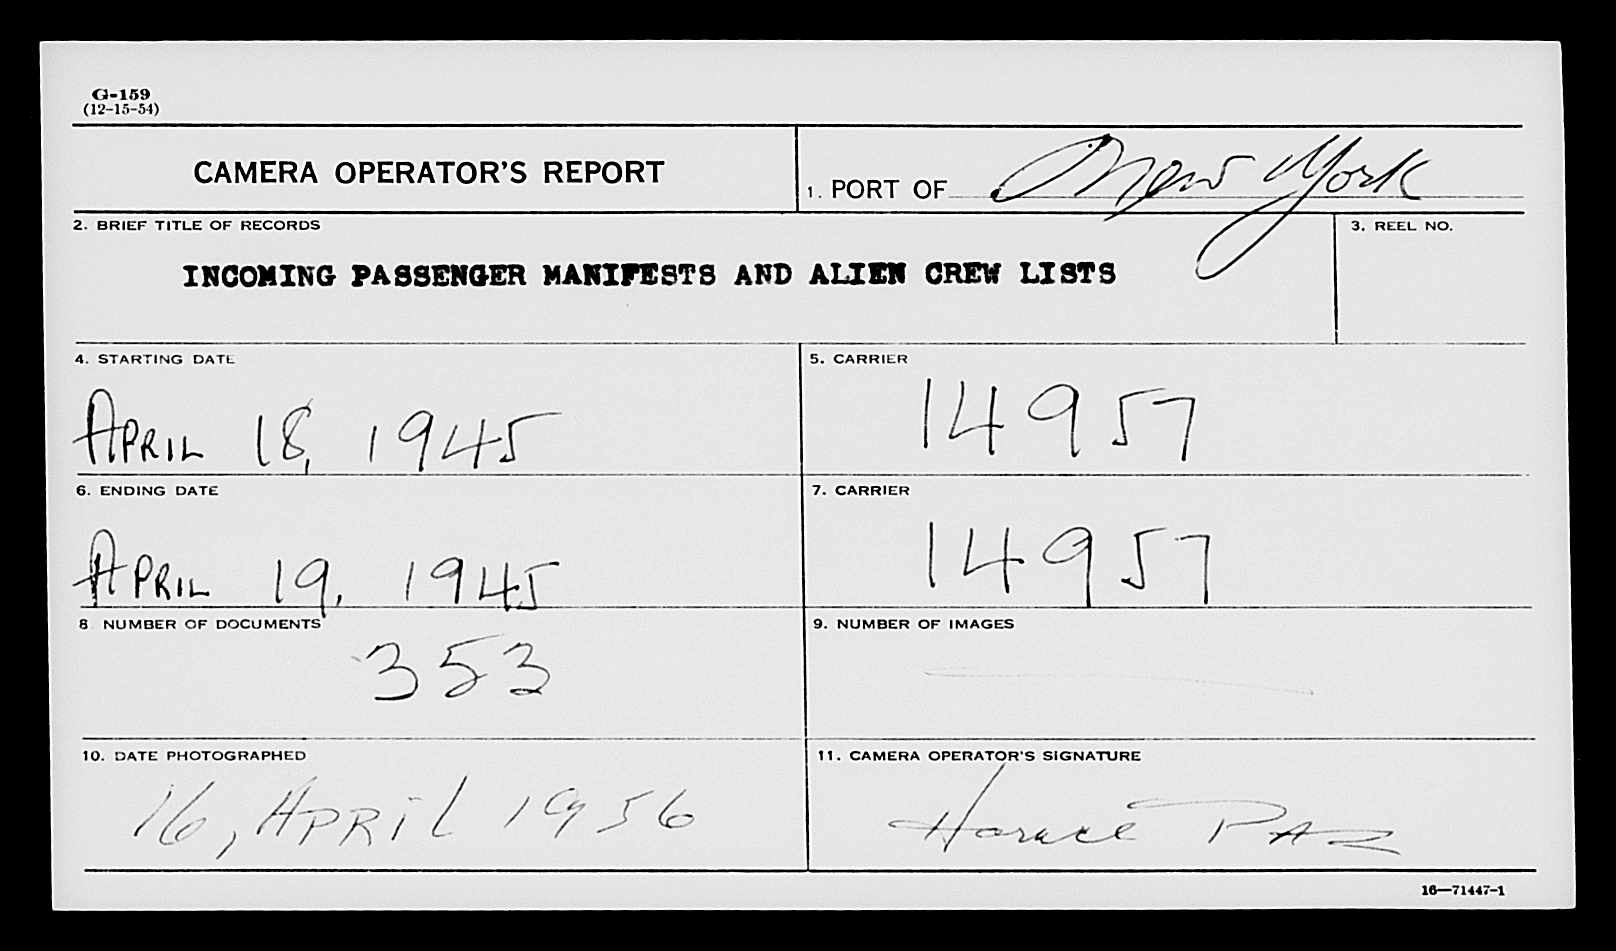 G-159
(12-15-54)
CAMERA OPERATOR'S REPORT
1. PORT OF New York
2. BRIEF TITLE OF RECORDS
3. REEL NO.
INCOMING PASSENGER MANIFESTS AND ALIEN CREW LISTS
4. STARTING DATE
5. CARRIER
APRIL 18, 1945
14957
6. ENDING DATE
7. CARRIER
APRIL 19, 1945
14957
8. NUMBER OF DOCUMENTS
9. NUMBER OF IMAGES
353
10. DATE PHOTOGRAPHED
11. CAMERA OPERATOR'S SIGNATURE
16, APRIL 1956
Horace PAZ
16—71447-1